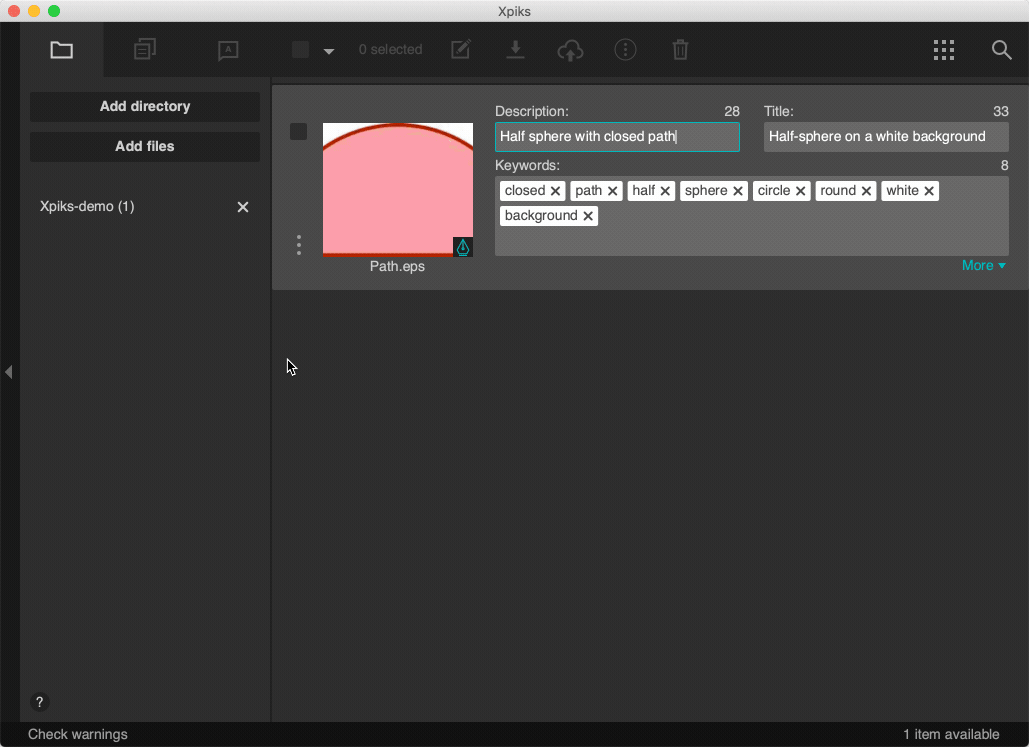 Xpiks
A
0 selected
Add directory
Add files
Xpiks-demo (1)
Description: 28
Half sphere with closed path
Title: 33
Half-sphere on a white background
Keywords: 8
closed path half sphere circle round white
background
Path.eps
More
?
Check warnings
1 item available